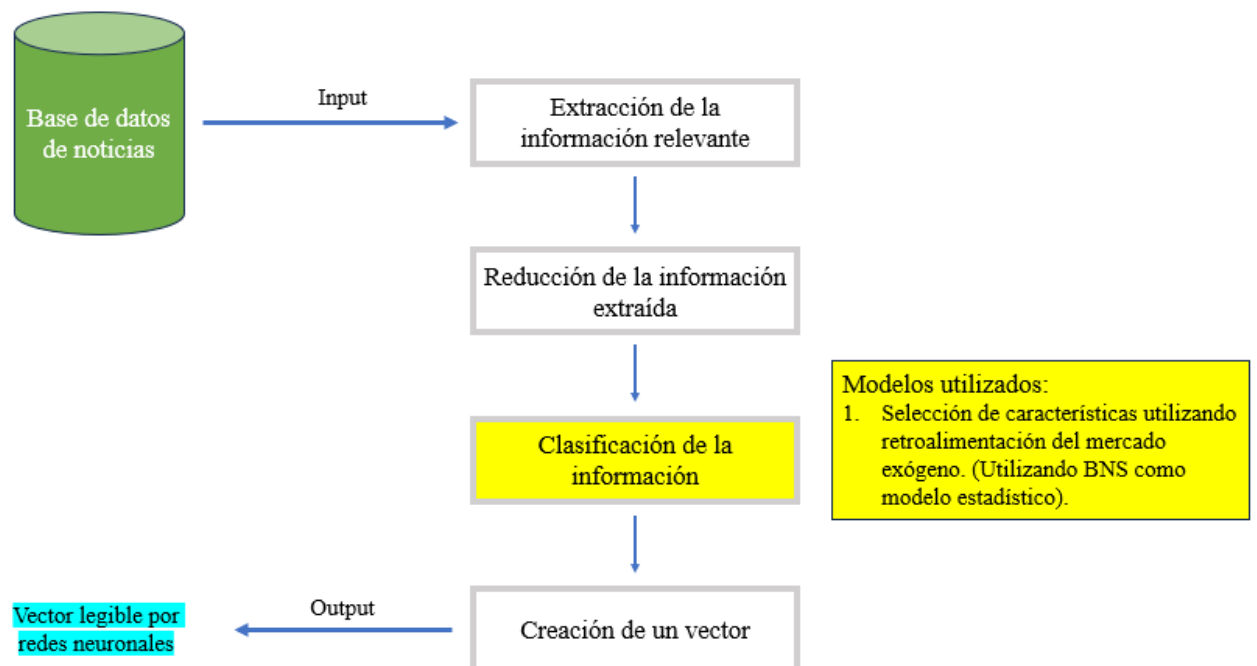 Base de datos
de noticias
Input
Extracción de la
información relevante
Reducción de la información
extraída
Clasificación de la
información
Modelos utilizados:
1. Selección de características utilizando
retroalimentación del mercado
exógeno. (Utilizando BNS como
modelo estadístico).
Creación de un vector
Output
Vector legible por
redes neuronales